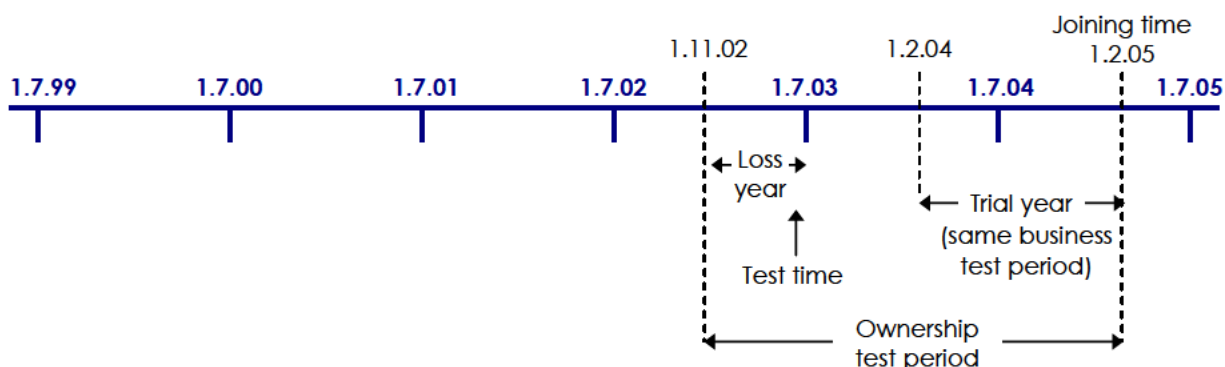 Joining time
1.11.02 1.2.04 1.2.05
1.7.99 1.7.00 1.7.01 1.7.02 1.7.03 1.7.04 1.7.05
Loss
year
Trial year
(same business
test period)
Test time
Ownership
test period